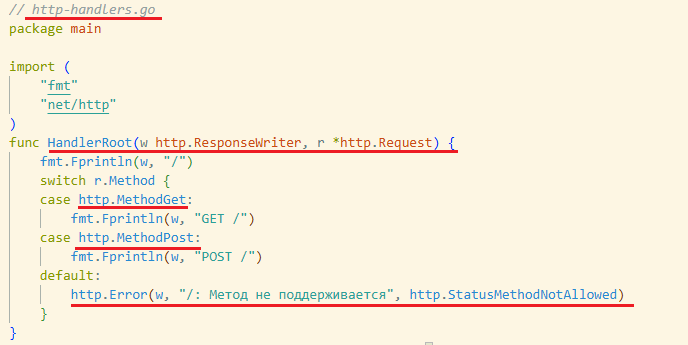 // http-handlers.go
package main
import (
"fmt"
"net/http"
)
func HandlerRoot(w http.ResponseWriter, r *http.Request) {
fmt.Fprintln(w, "/")
switch r.Method {
case http.MethodGet:
fmt.Fprintln(w, "GET /")
case http.MethodPost:
fmt.Fprintln(w, "POST /")
default:
http.Error(w, "/: Метод не поддерживается", http.StatusMethodNotAllowed)
}
}